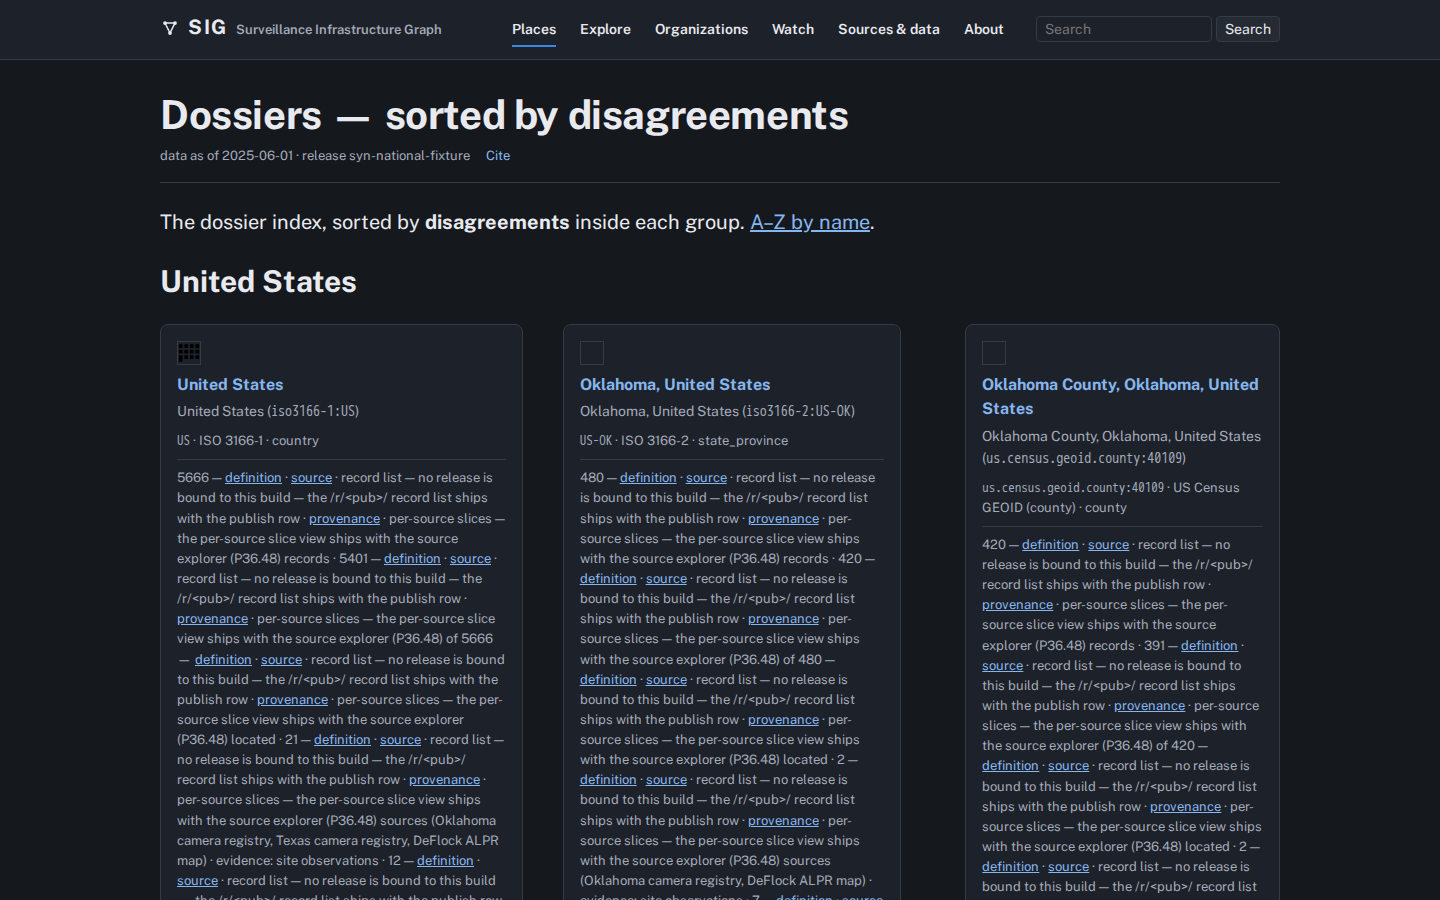 SIG Surveillance Infrastructure Graph Places Explore Organizations Watch Sources & data About Search Search
Dossiers — sorted by disagreements
data as of 2025-06-01 · release syn-national-fixture Cite
The dossier index, sorted by disagreements inside each group. A–Z by name.
United States
United States
United States (iso3166-1:US)
US · ISO 3166-1 · country
5666 — definition · source · record list — no release is
bound to this build — the /r/<pub>/ record list ships
with the publish row · provenance · per-source slices —
the per-source slice view ships with the source
explorer (P36.48) records · 5401 — definition · source ·
record list — no release is bound to this build — the
/r/<pub>/ record list ships with the publish row ·
provenance · per-source slices — the per-source slice
view ships with the source explorer (P36.48) of 5666
— definition · source · record list — no release is bound
to this build — the /r/<pub>/ record list ships with the
publish row · provenance · per-source slices — the per-
source slice view ships with the source explorer
(P36.48) located · 21 — definition · source · record list —
no release is bound to this build — the /r/<pub>/
record list ships with the publish row · provenance ·
per-source slices — the per-source slice view ships
with the source explorer (P36.48) sources (Oklahoma
camera registry, Texas camera registry, DeFlock ALPR
map) · evidence: site observations · 12 — definition ·
source · record list — no release is bound to this build
— the /r/<pub>/ record list ships with the publish row
Oklahoma, United States
Oklahoma, United States (iso3166-2:US-OK)
US-OK · ISO 3166-2 · state_province
480 — definition · source · record list — no release
is bound to this build — the /r/<pub>/ record list
ships with the publish row · provenance · per-
source slices — the per-source slice view ships
with the source explorer (P36.48) records · 420 —
definition · source · record list — no release is
bound to this build — the /r/<pub>/ record list
ships with the publish row · provenance · per-
source slices — the per-source slice view ships
with the source explorer (P36.48) of 480 —
definition · source · record list — no release is
bound to this build — the /r/<pub>/ record list
ships with the publish row · provenance · per-
source slices — the per-source slice view ships
with the source explorer (P36.48) located · 2 —
definition · source · record list — no release is
bound to this build — the /r/<pub>/ record list
ships with the publish row · provenance · per-
source slices — the per-source slice view ships
with the source explorer (P36.48) sources
(Oklahoma camera registry, DeFlock ALPR map) ·
evidence: site observations · 7 — definition · source
Oklahoma County, Oklahoma, United
States
Oklahoma County, Oklahoma, United States
(us.census.geoid.county:40109)
us.census.geoid.county:40109 · US Census
GEOID (county) · county
420 — definition · source · record list — no
release is bound to this build — the /r/<pub>/
record list ships with the publish row ·
provenance · per-source slices — the per-
source slice view ships with the source
explorer (P36.48) records · 391 — definition ·
source · record list — no release is bound to
this build — the /r/<pub>/ record list ships
with the publish row · provenance · per-source
slices — the per-source slice view ships with
the source explorer (P36.48) of 420 —
definition · source · record list — no release is
bound to this build — the /r/<pub>/ record list
ships with the publish row · provenance · per-
source slices — the per-source slice view ships
with the source explorer (P36.48) located · 2 —
definition · source · record list — no release is
bound to this build — the /r/<pub>/ record list